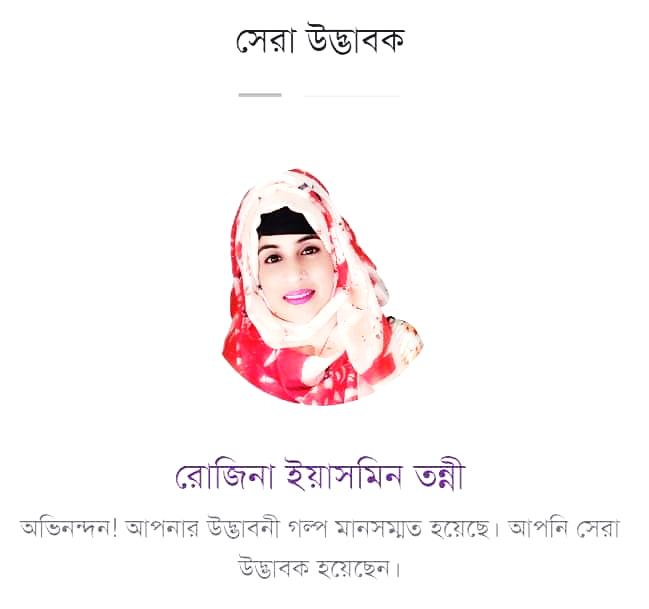 সেরা উদ্ভাবক
রোজিনা ইয়াসমিন তন্নী
অভিনন্দন! আপনার উদ্ভাবনী গল্প মানসম্মত হয়েছে। আপনি সেরা
উদ্ভাবক হয়েছেন।